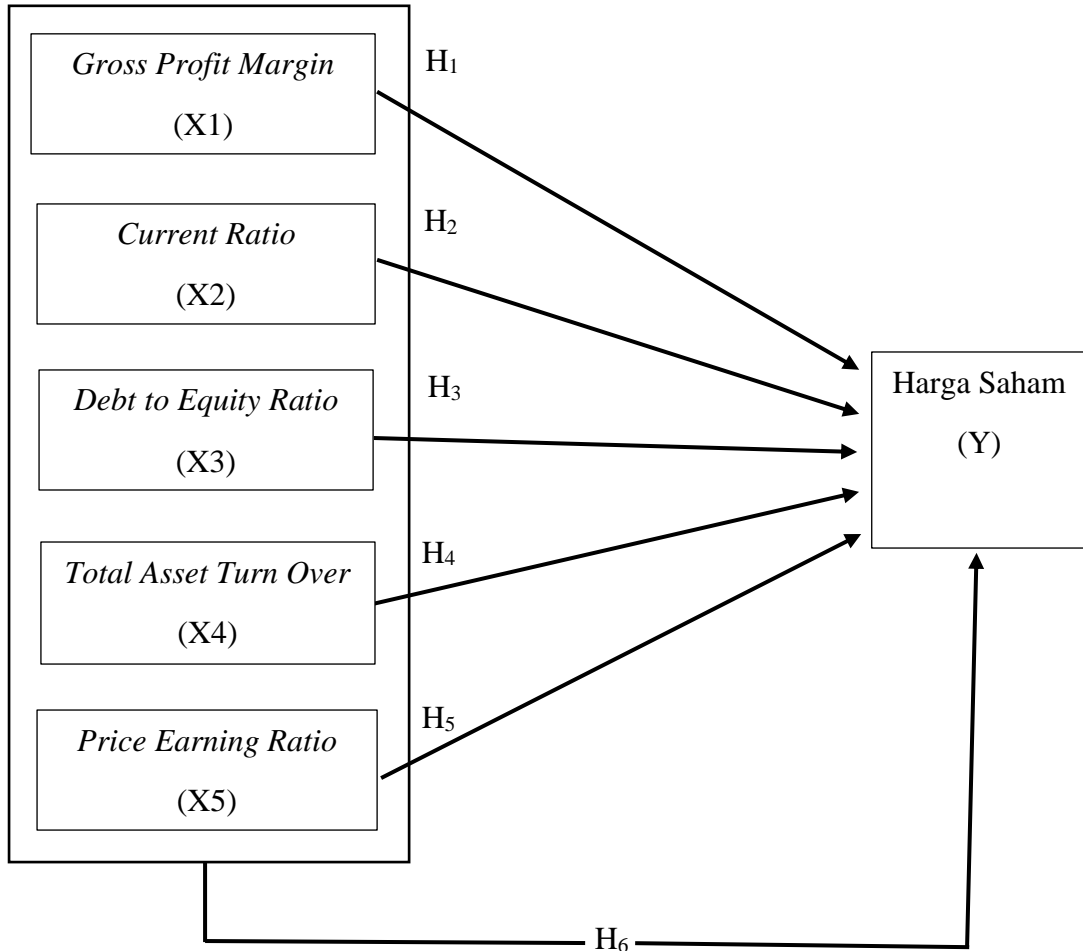 Gross Profit Margin
(X1)
H1
Current Ratio
(X2)
H2
Debt to Equity Ratio
(X3)
H3
Total Asset Turn Over
(X4)
H4
Price Earning Ratio
(X5)
H5
Harga Saham
(Y)
H6